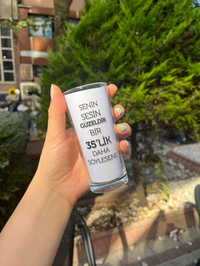 SENİN
SESİN
GÜZELDİR
BİR
35'LİK
DAHA
SÖYLESENE